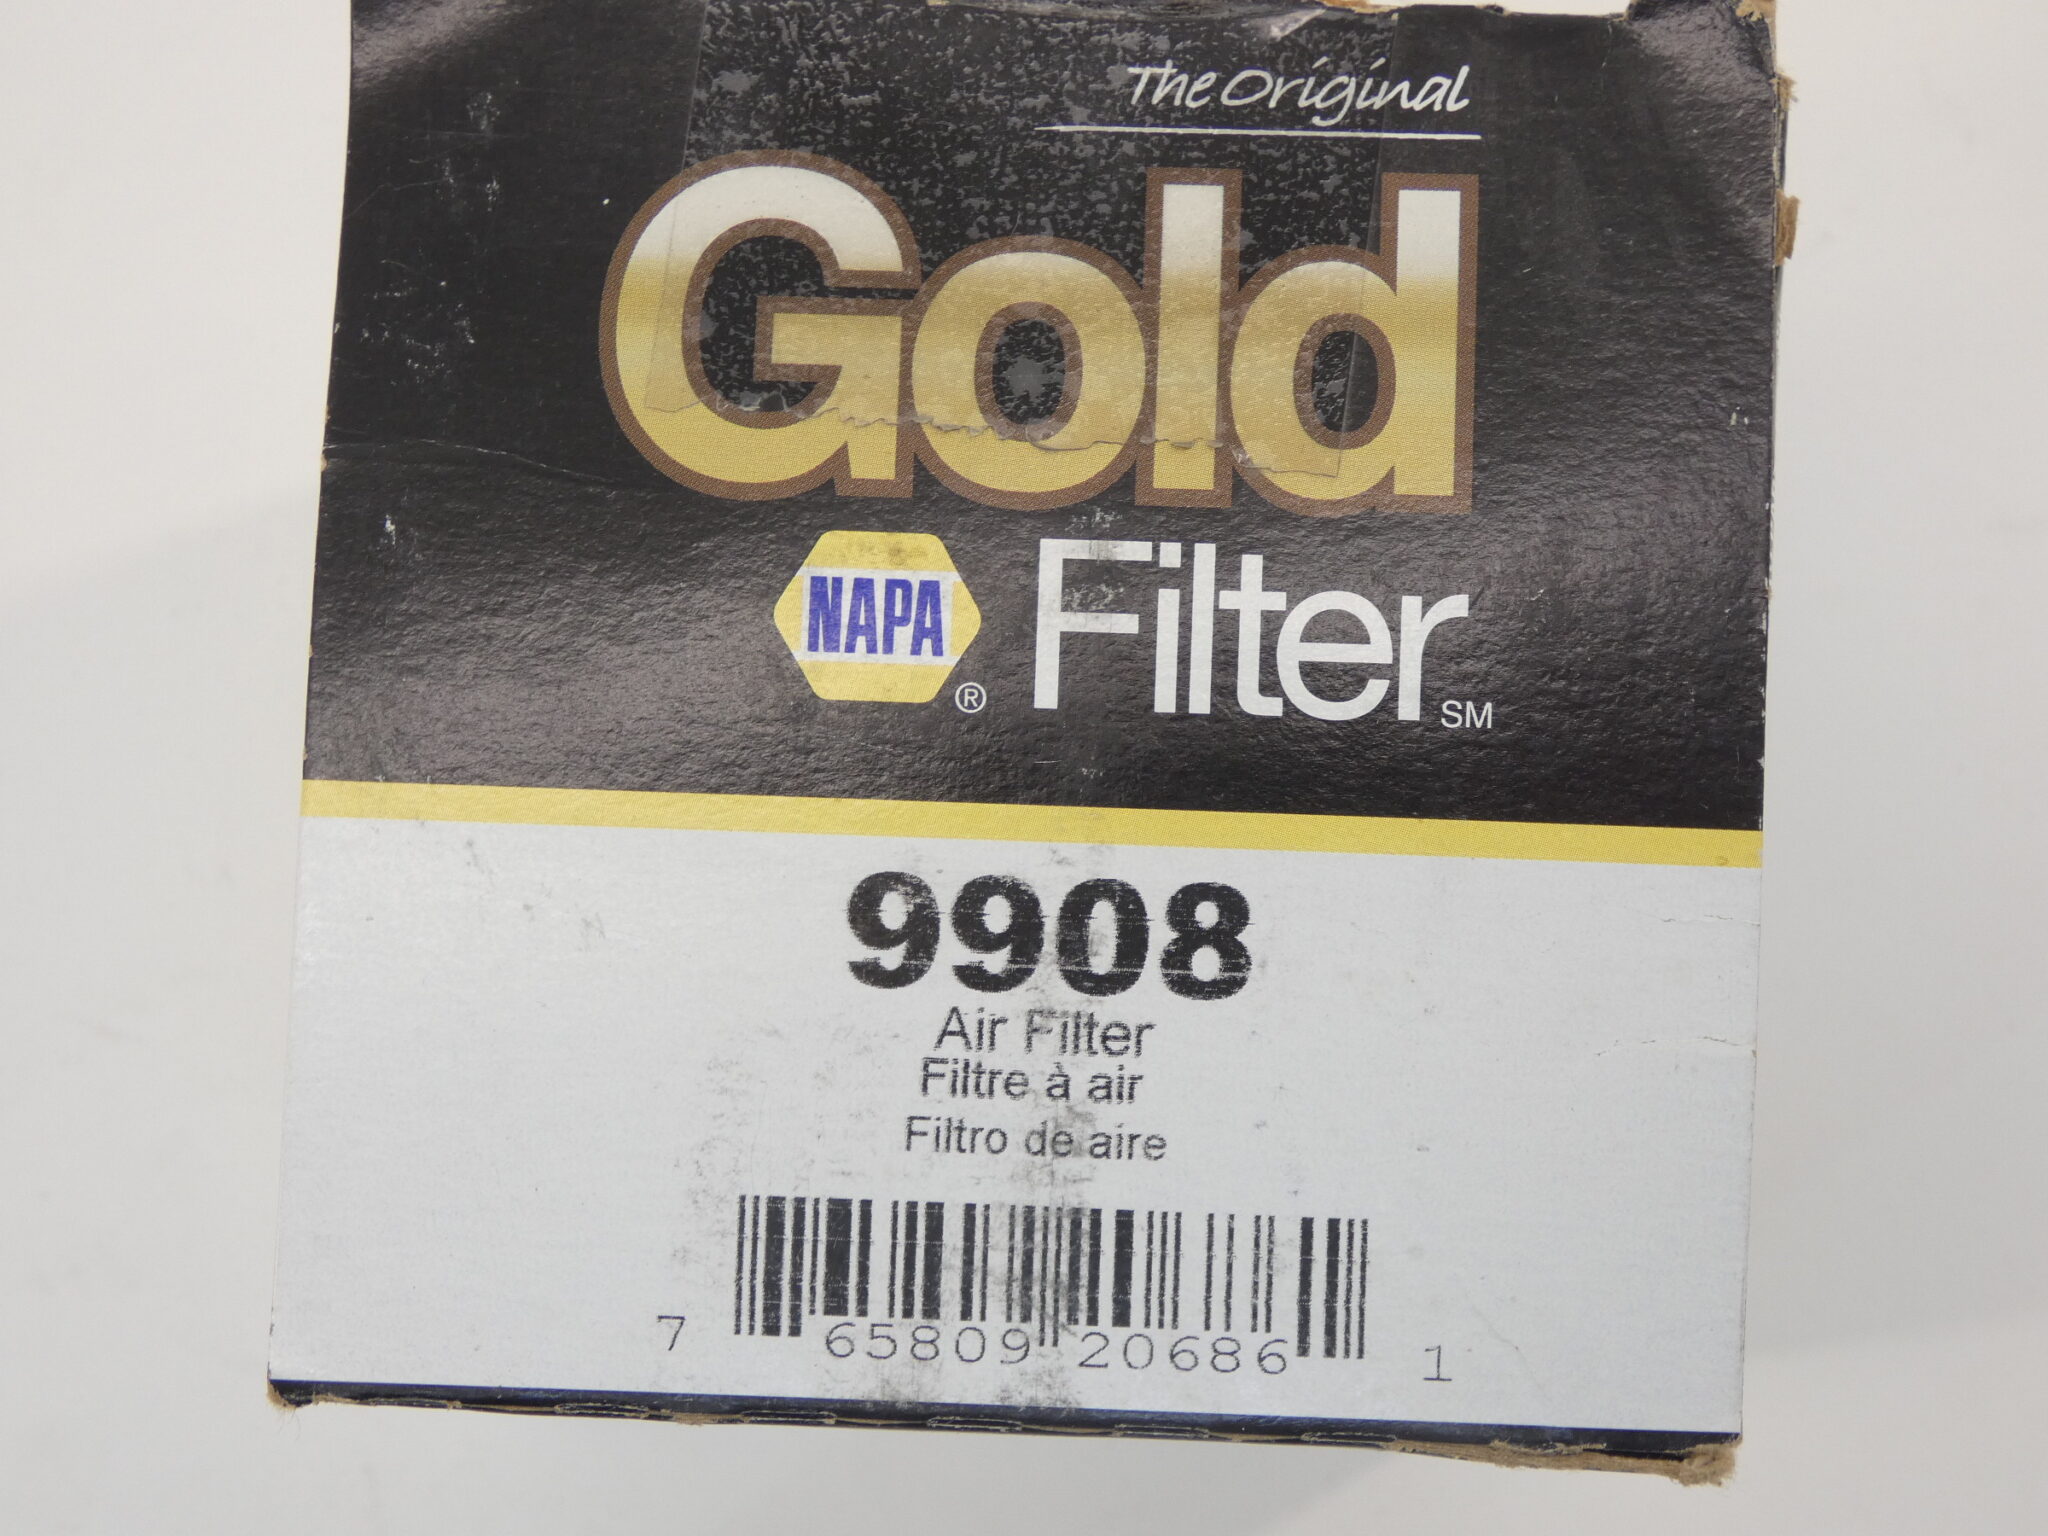 The Original
Gold
NAPA® Filter SM
9908
Air Filter
Filtre à air
Filtro de aire
7 65809 20686 1